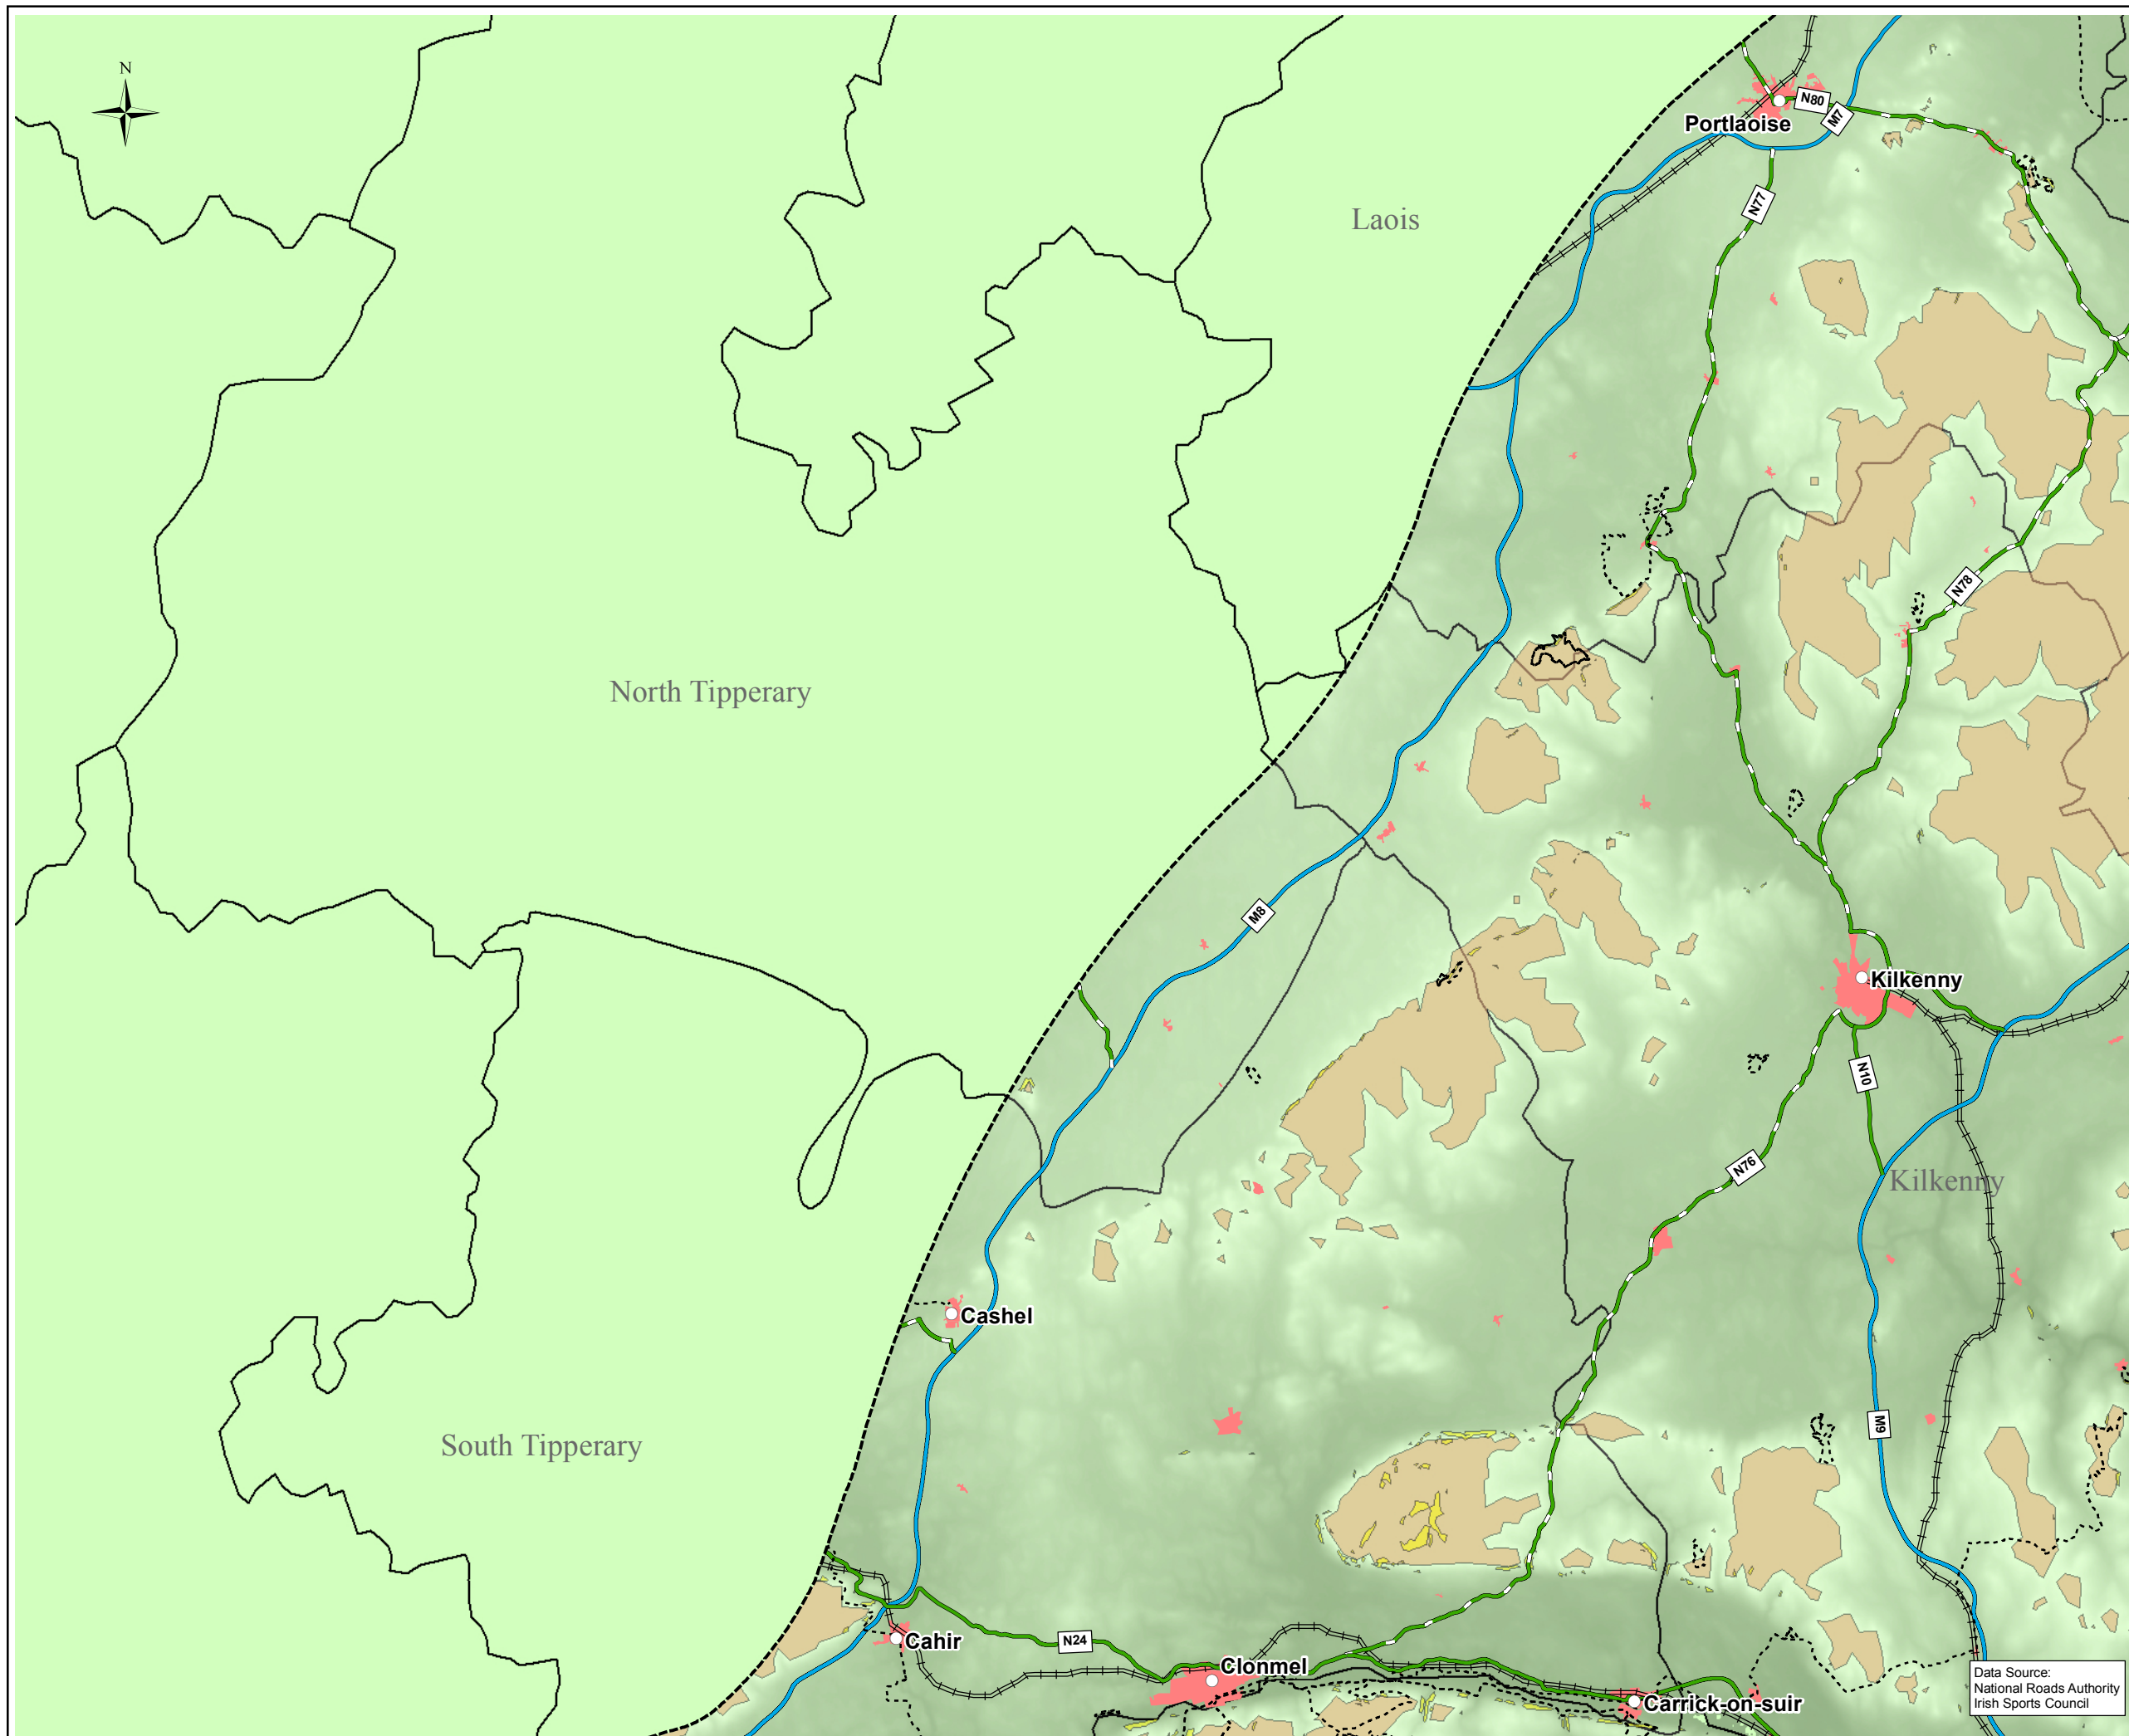 N
N80
M7
Portlaoise
N77
Laois
N78
North Tipperary
M8
Kilkenny
N10
N76
Kilkenny
Cashel
M9
South Tipperary
Cahir
N24
Clonmel
Carrick-on-suir
Data Source:
National Roads Authority
Irish Sports Council